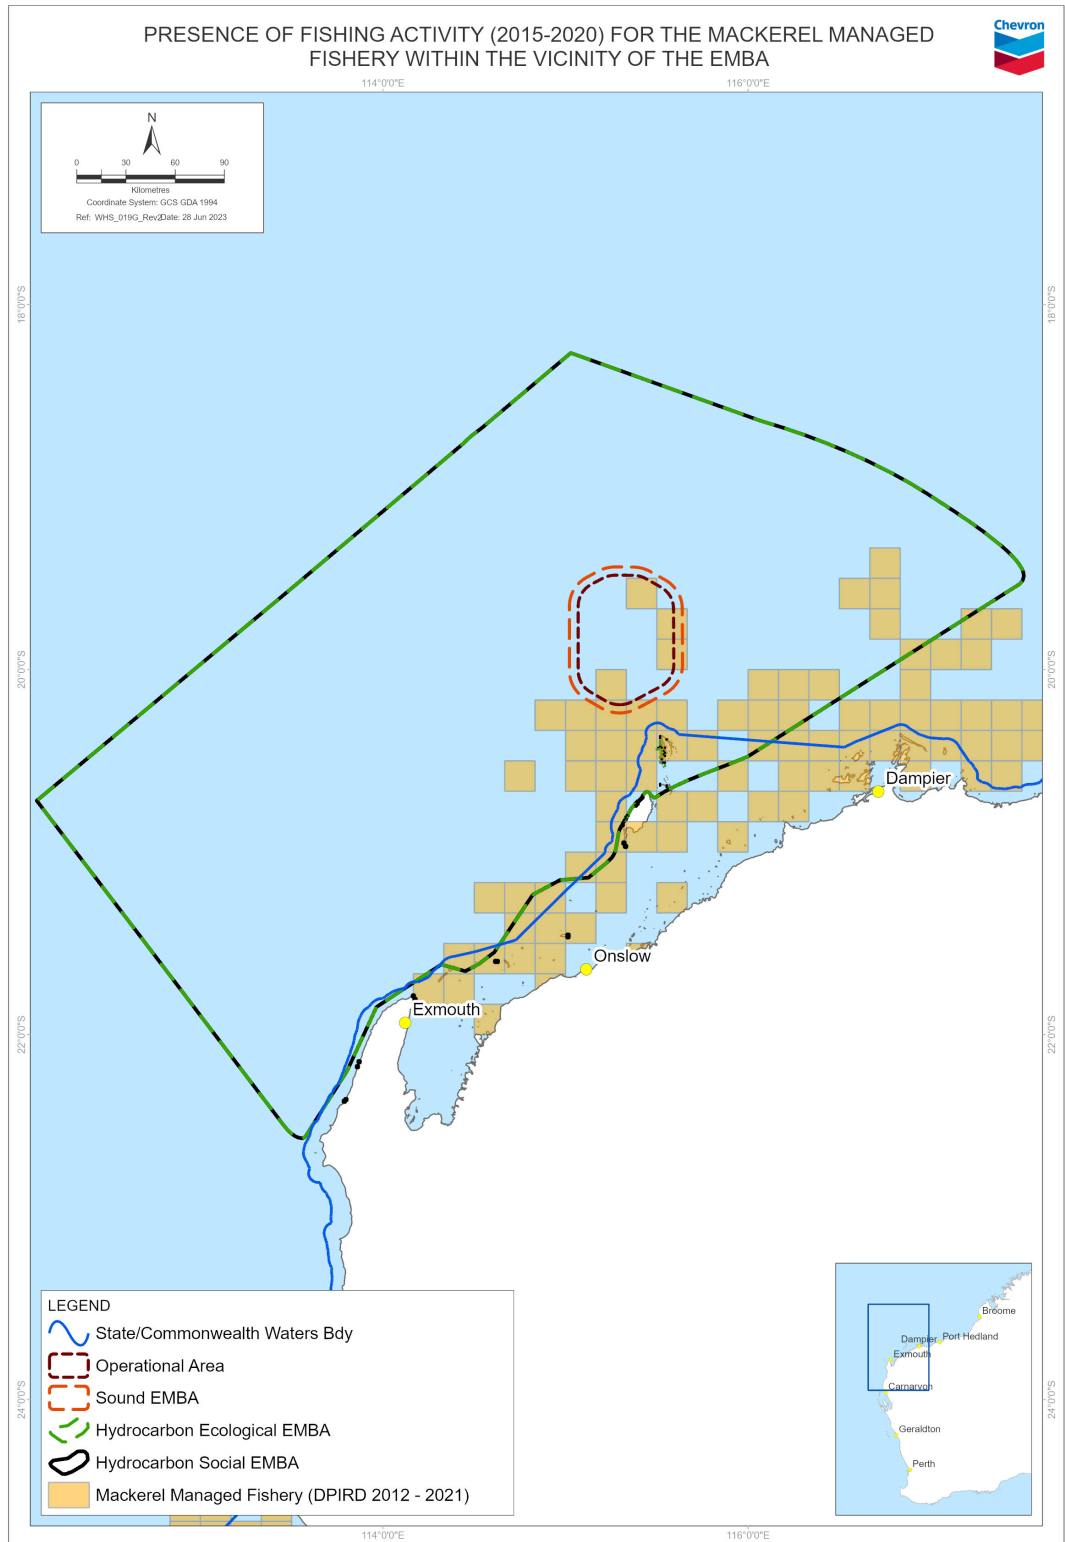 PRESENCE OF FISHING ACTIVITY (2015-2020) FOR THE MACKEREL MANAGED
FISHERY WITHIN THE VICINITY OF THE EMBA
Chevron
114°0'0"E
116°0'0"E
N
0 30 60 90
Kilometres
Coordinate System: GCS GDA 1994
Ref: WHS_019G_Rev2Date: 28 Jun 2023
18°0'0"S
18°0'0"S
20°0'0"S
20°0'0"S
Dampier
Onslow
Exmouth
22°0'0"S
22°0'0"S
LEGEND
State/Commonwealth Waters Bdy
Operational Area
Sound EMBA
Hydrocarbon Ecological EMBA
Hydrocarbon Social EMBA
Mackerel Managed Fishery (DPIRD 2012 - 2021)
Broome
Dampier
Port Hedland
Exmouth
Carnarvon
Geraldton
Perth
24°0'0"S
24°0'0"S
114°0'0"E
116°0'0"E